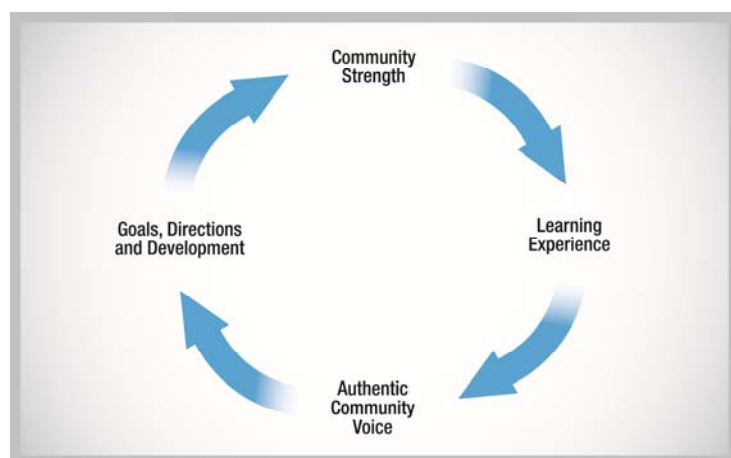 Community
Strength
Learning
Experience
Authentic
Community
Voice
Goals, Directions
and Development